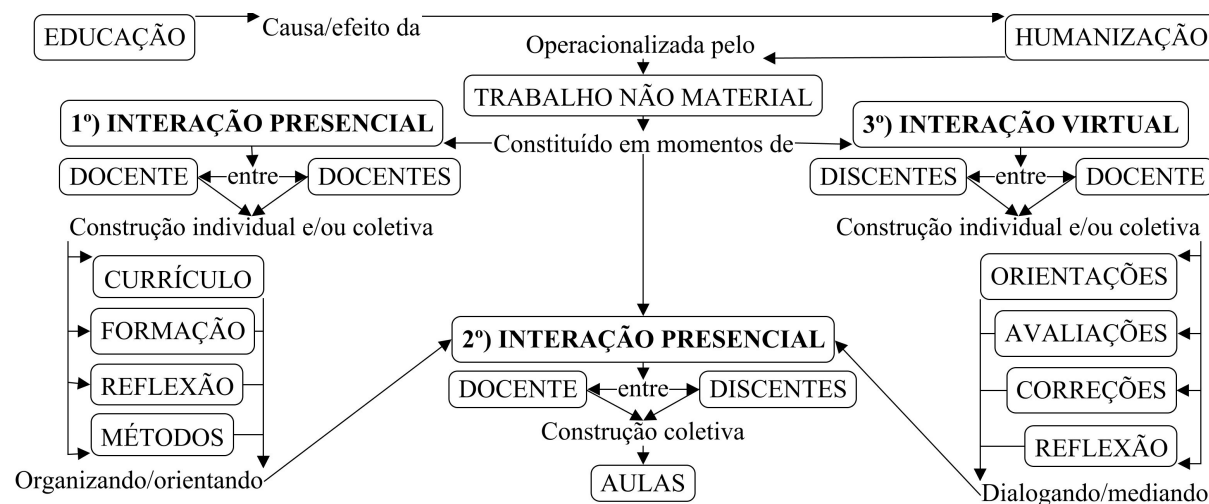 EDUCAÇÃO
Causa/efeito da
HUMANIZAÇÃO
Operacionalizada pelo
TRABALHO NÃO MATERIAL
Constituído em momentos de
1º) INTERAÇÃO PRESENCIAL
DOCENTE entre DOCENTES
Construção individual e/ou coletiva
CURRÍCULO
FORMAÇÃO
REFLEXÃO
MÉTODOS
Organizando/orientando
2º) INTERAÇÃO PRESENCIAL
DOCENTE entre DISCENTES
Construção coletiva
AULAS
3º) INTERAÇÃO VIRTUAL
DISCENTES entre DOCENTE
Construção individual e/ou coletiva
ORIENTAÇÕES
AVALIAÇÕES
CORREÇÕES
REFLEXÃO
Dialogando/mediando